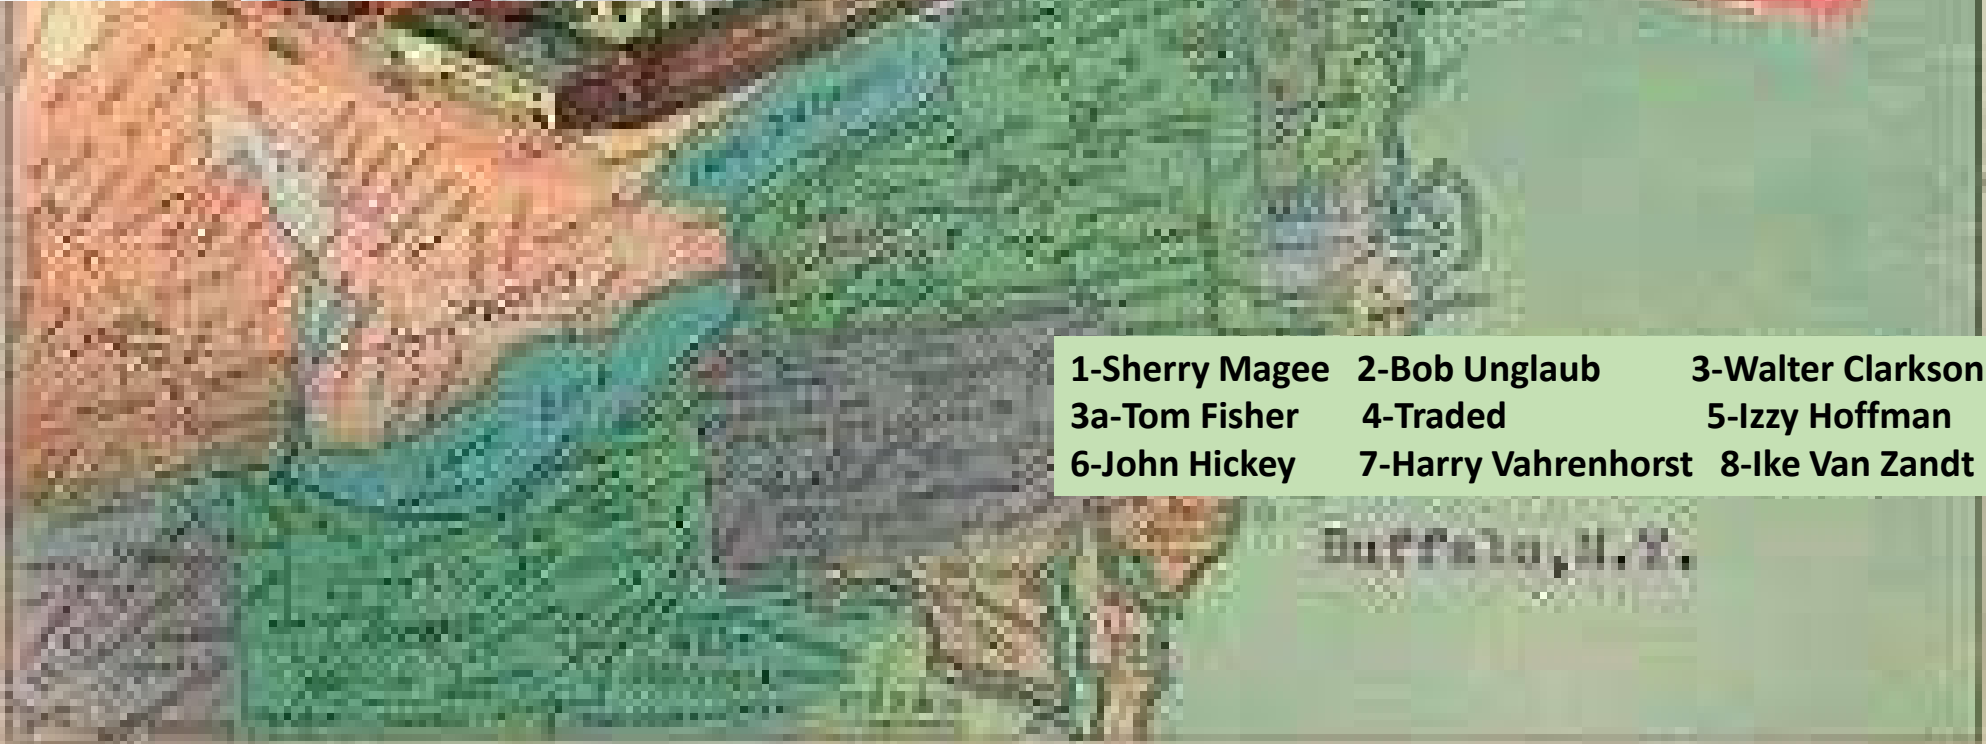 1-Sherry Magee 2-Bob Unglaub 3-Walter Clarkson
3a-Tom Fisher 4-Traded 5-Izzy Hoffman
6-John Hickey 7-Harry Vahrenhorst 8-Ike Van Zandt
Buffalo, N.Y.